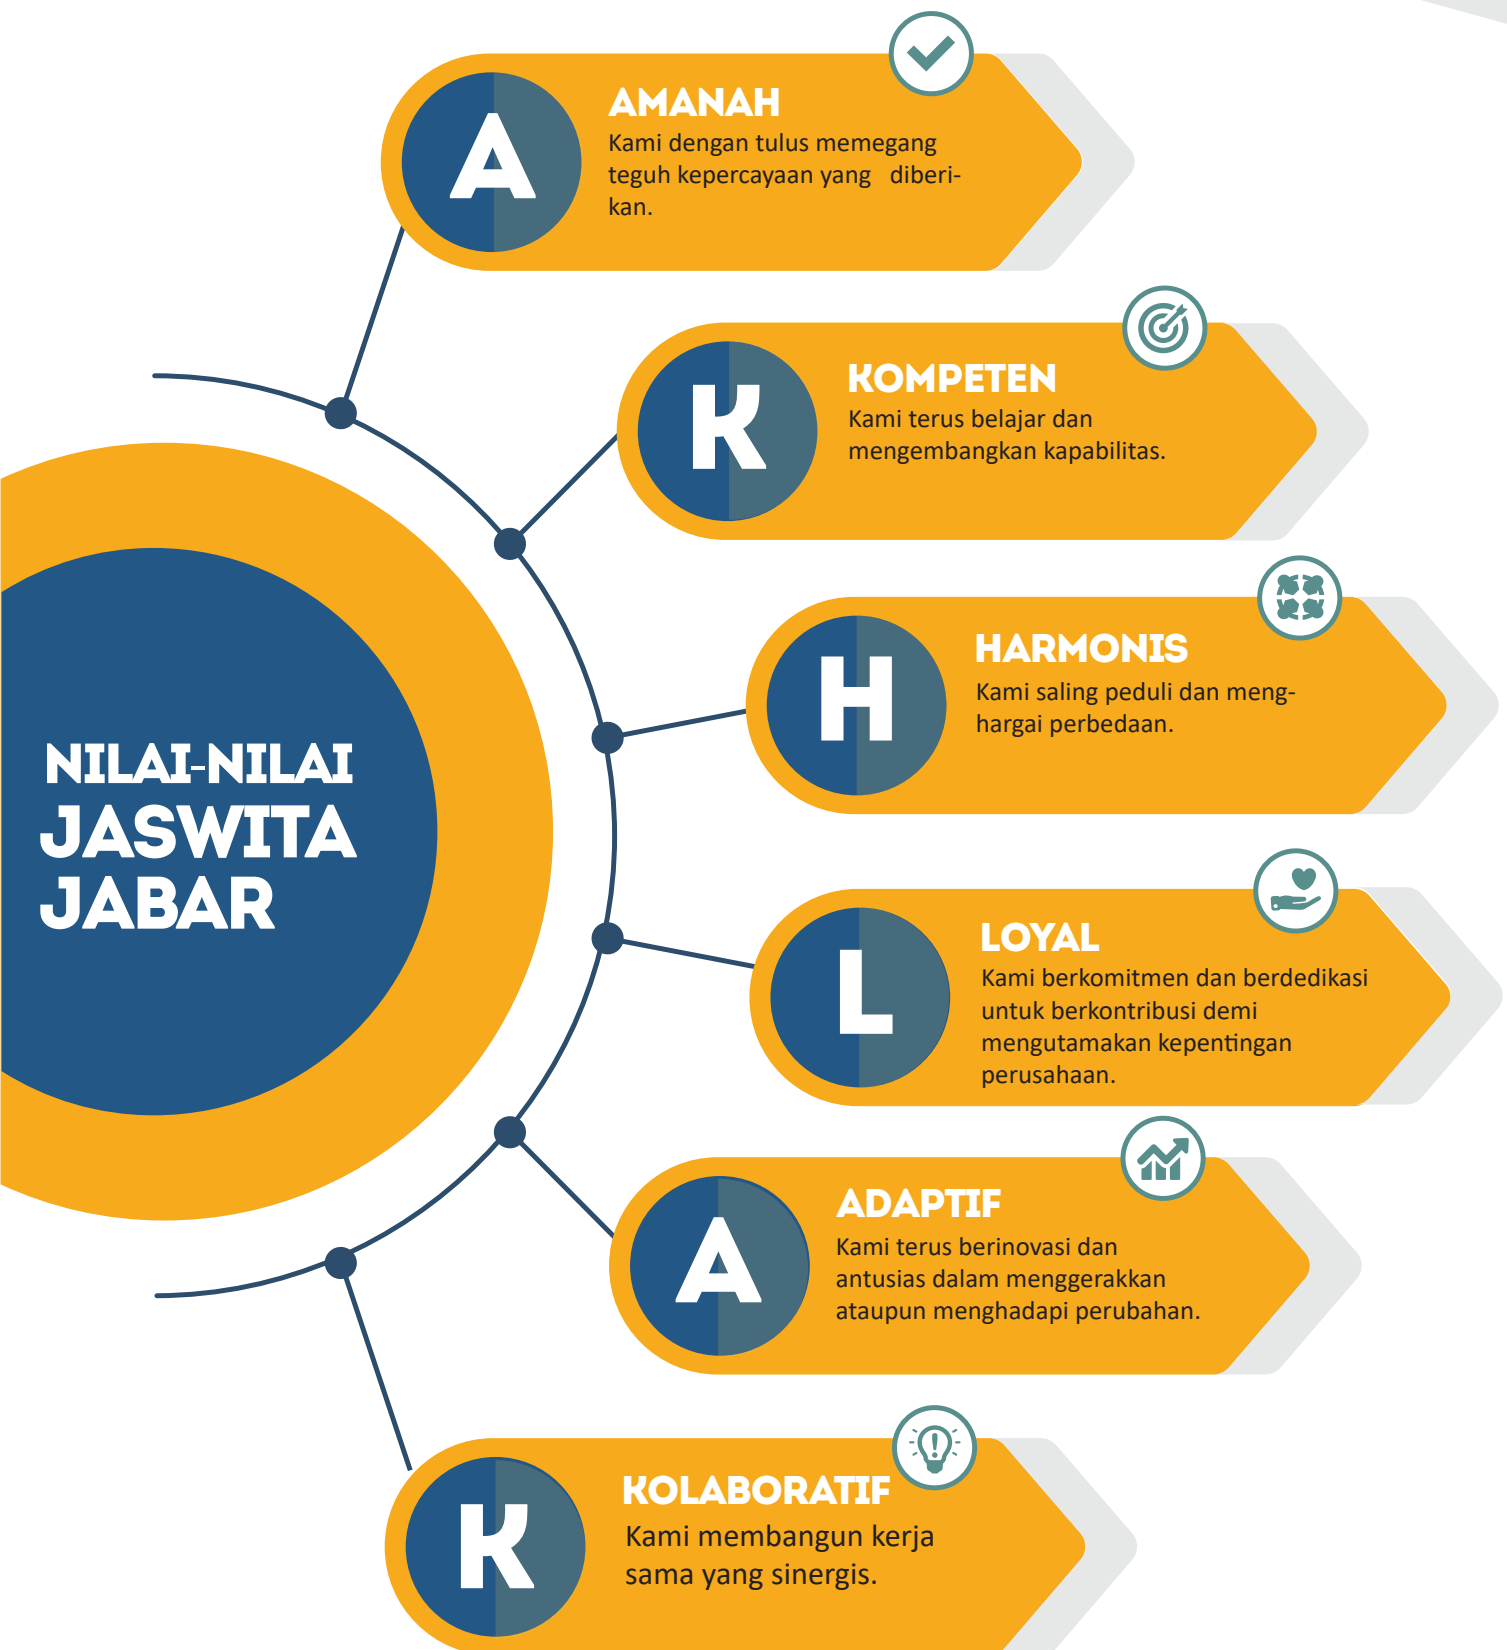 A
AMANAH
Kami dengan tulus memegang
teguh kepercayaan yang diberi-
kan.
K
KOMPETEN
Kami terus belajar dan
mengembangkan kapabilitas.
H
HARMONIS
Kami saling peduli dan meng-
hargai perbedaan.
NILAI-NILAI
JASWITA
JABAR
L
LOYAL
Kami berkomitmen dan berdedikasi
untuk berkontribusi demi
mengutamakan kepentingan
perusahaan.
A
ADAPTIF
Kami terus berinovasi dan
antusias dalam menggerakkan
ataupun menghadapi perubahan.
K
KOLABORATIF
Kami membangun kerja
sama yang sinergis.